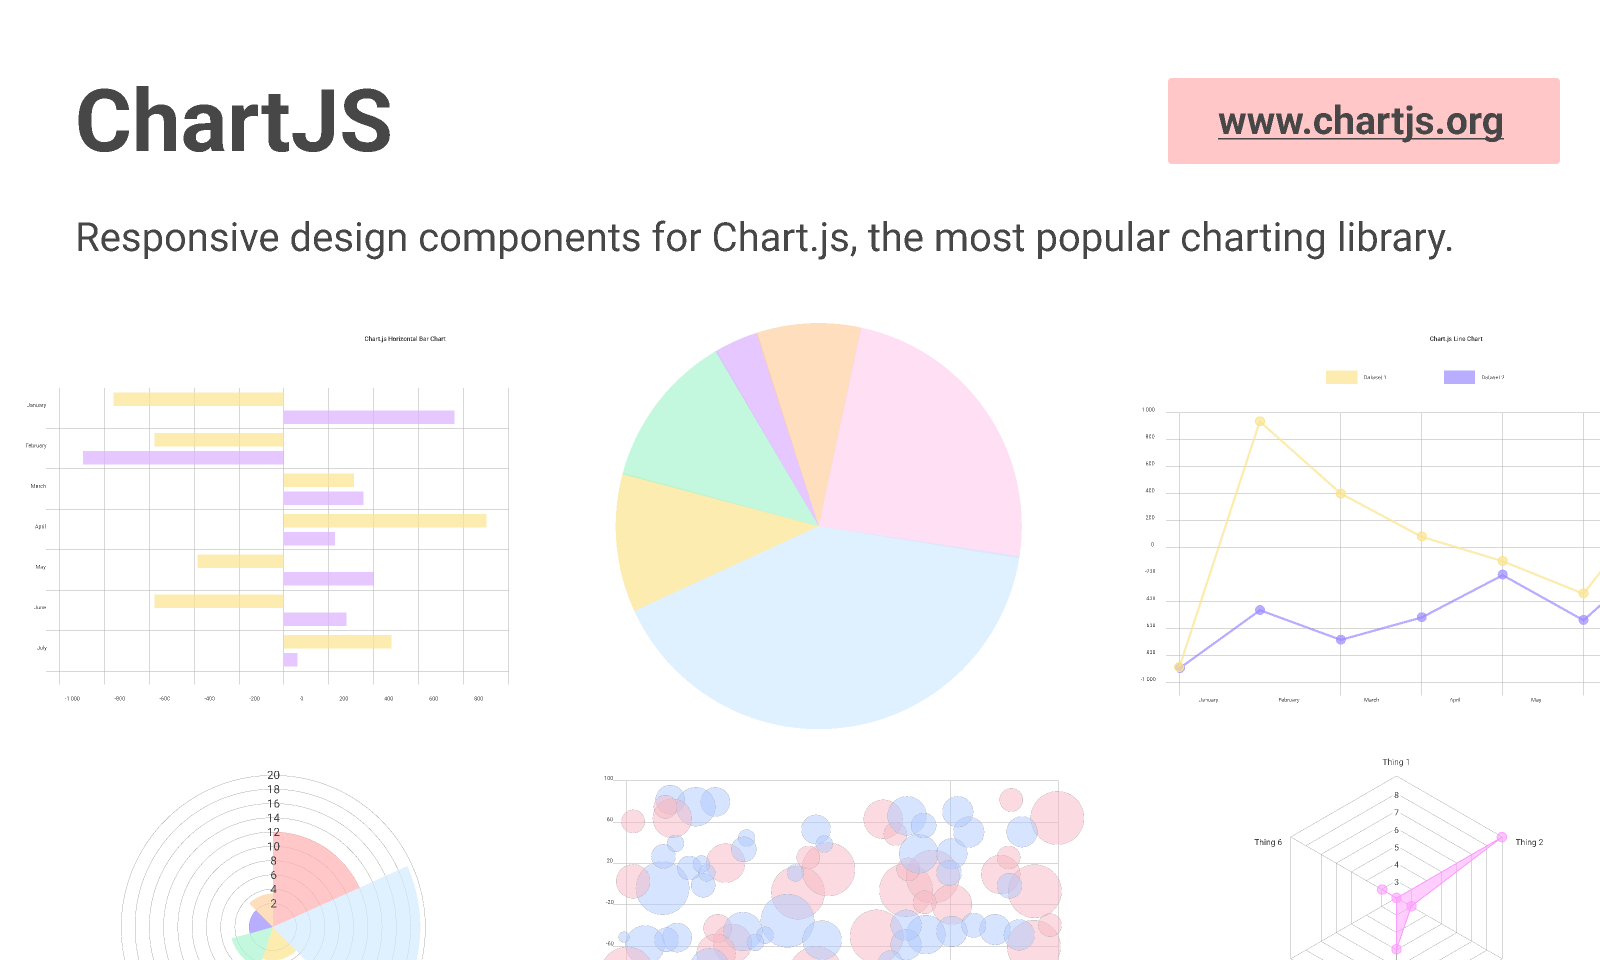 ChartJS
www.chartjs.org
Responsive design components for Chart.js, the most popular charting library.
Chart.js Horizontal Bar Chart
January
February
March
April
May
June
July
-1 000 -800 -600 -400 -200 0 200 400 600 800
Chart.js Line Chart
Dataset 1 Dataset 2
1 000
800
600
400
200
0
-200
-400
-600
-800
-1 000
January February March April May
20
18
16
14
12
10
8
6
4
2
100
60
20
-20
-60
Thing 1
Thing 6
Thing 2
8
7
6
5
4
3